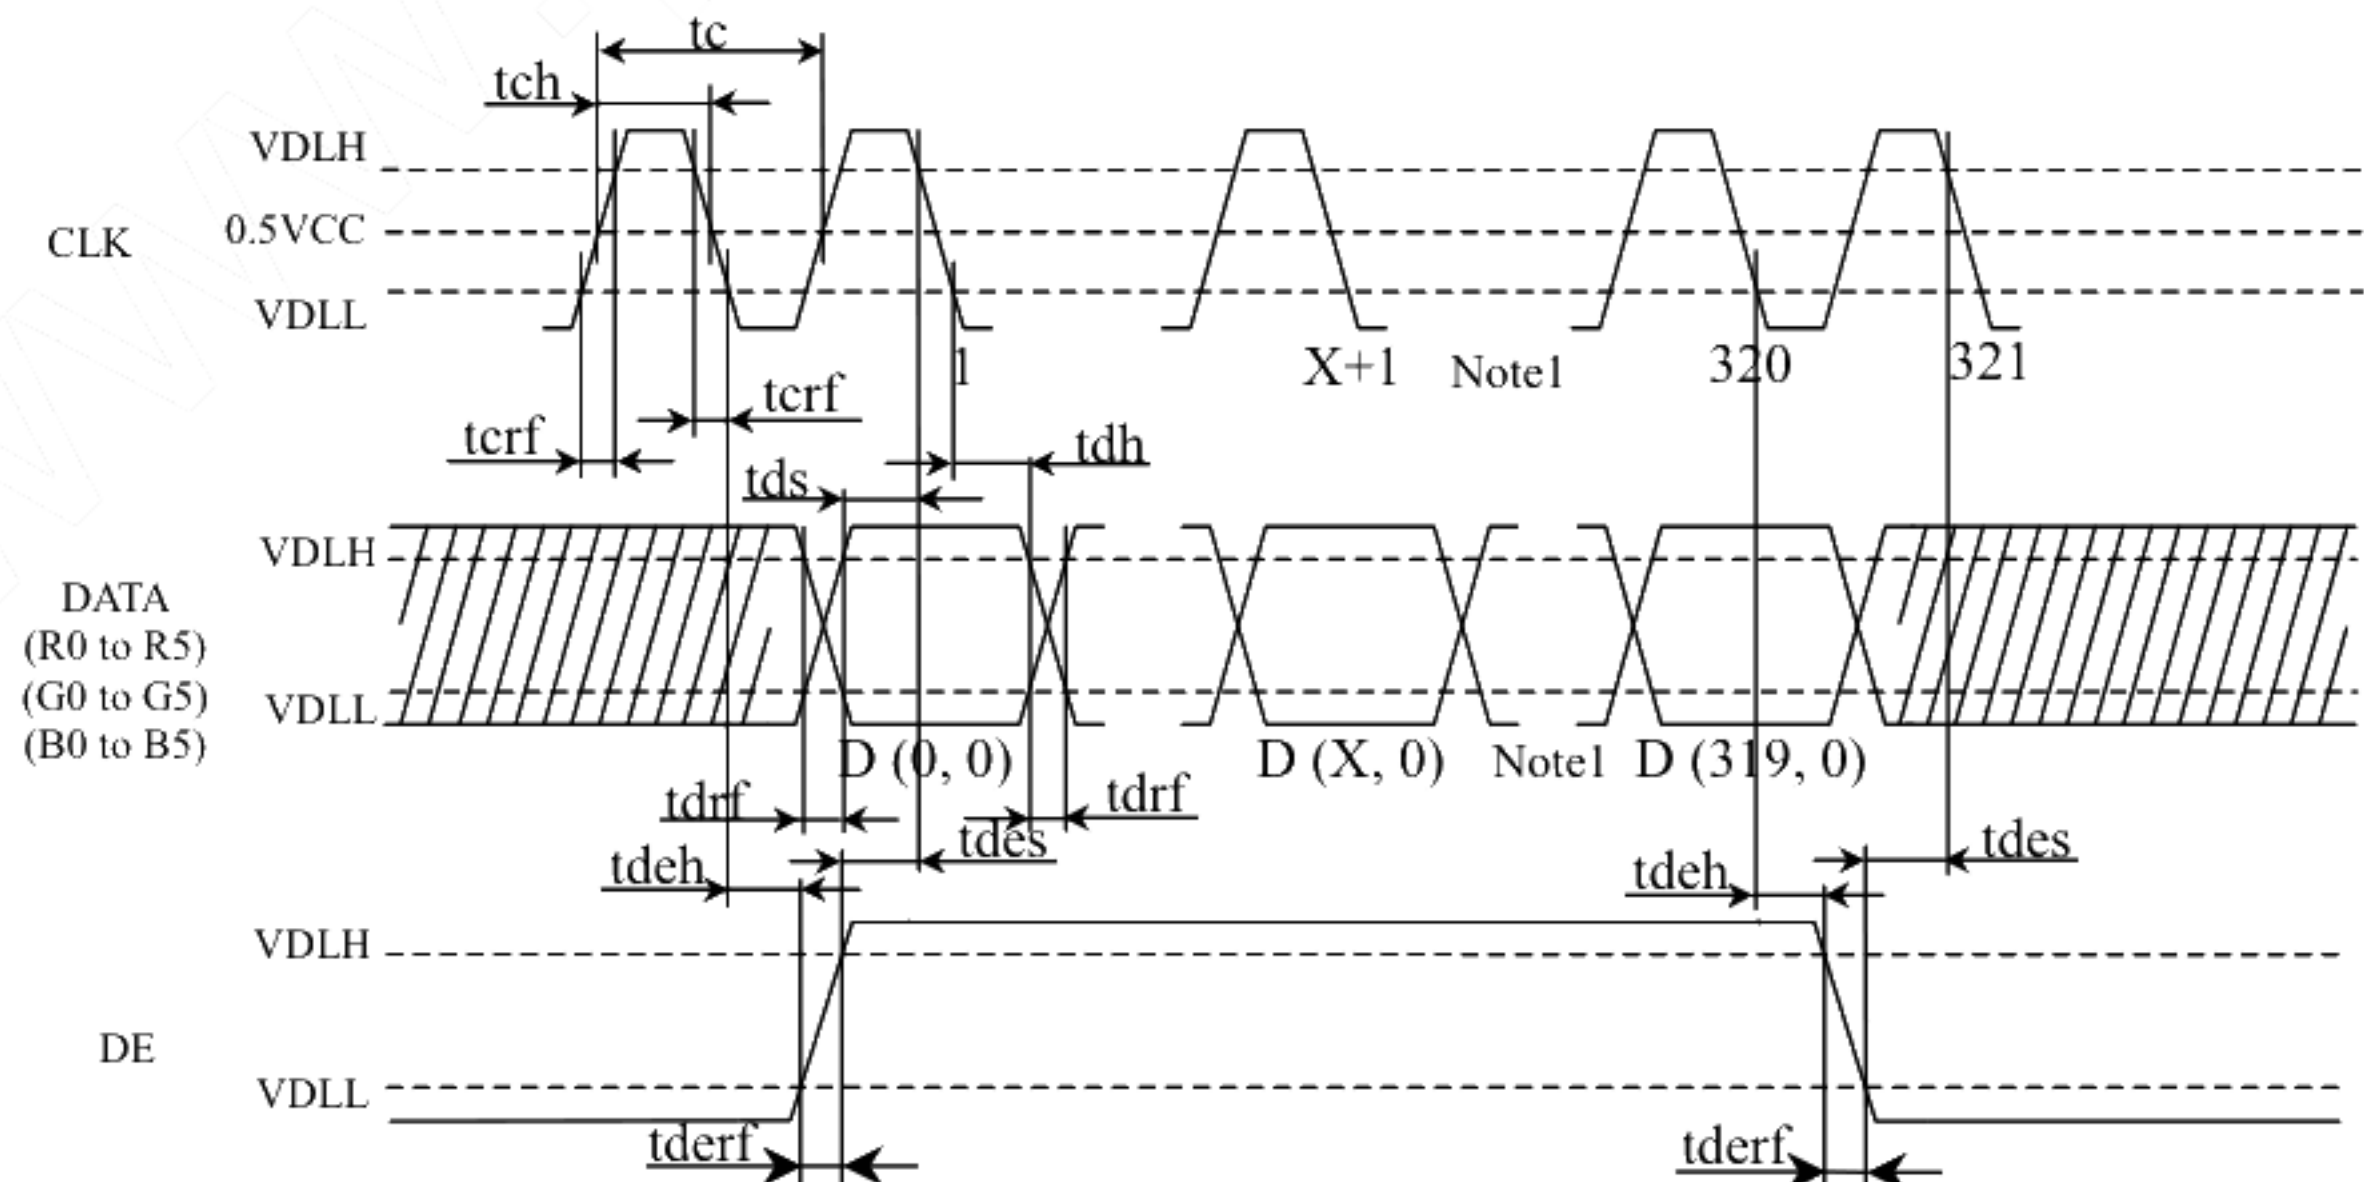 tc
tch
VDLH
0.5VCC
CLK
VDLL
1
X+1
Note1
320
321
tcrf
tcrf
tdh
tds
VDLH
DATA
(R0 to R5)
(G0 to G5)
VDLL
(B0 to B5)
D (0, 0)
D (X, 0)
Note1
D (319, 0)
tdrf
tdrf
tdes
tdes
tdeh
tdeh
VDLH
DE
VDLL
tderf
tderf